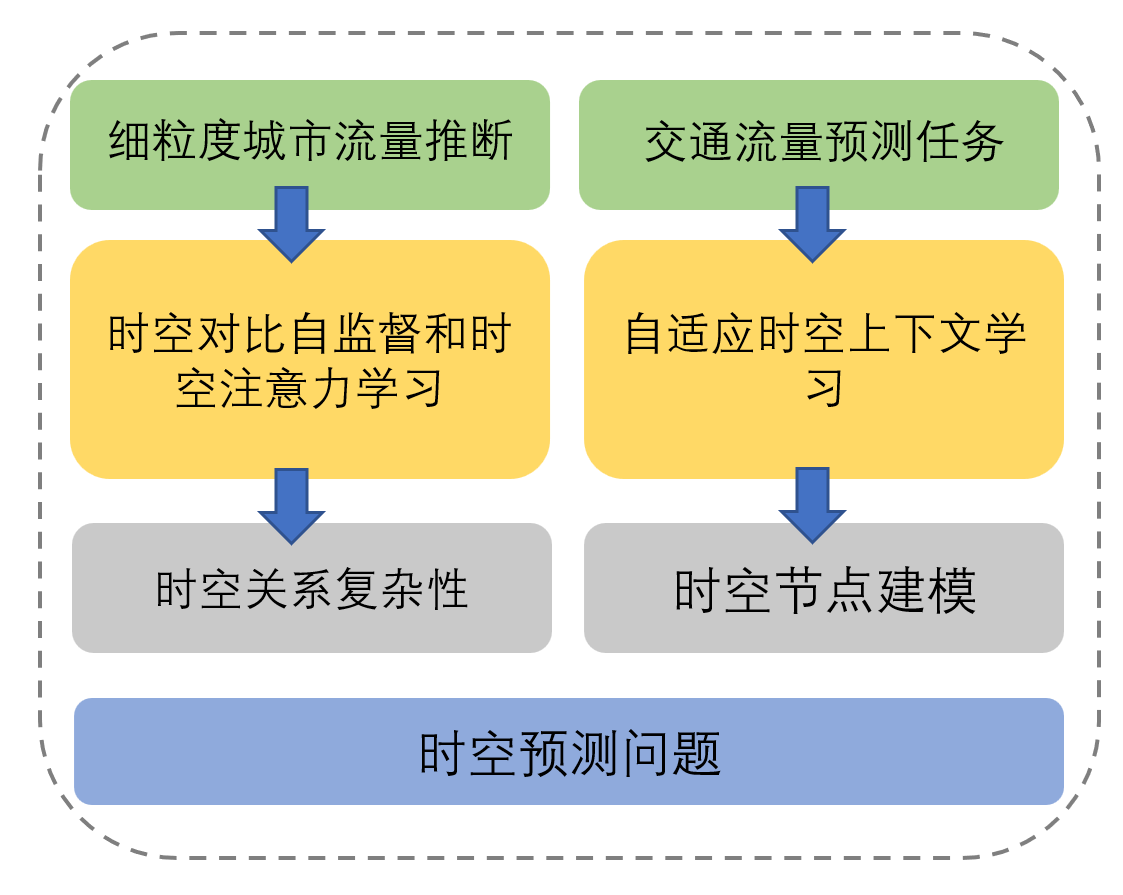 细粒度城市流量推断
交通流量预测任务
时空对比自监督和时
空注意力学习
自适应时空上下文学
习
时空关系复杂性
时空节点建模
时空预测问题